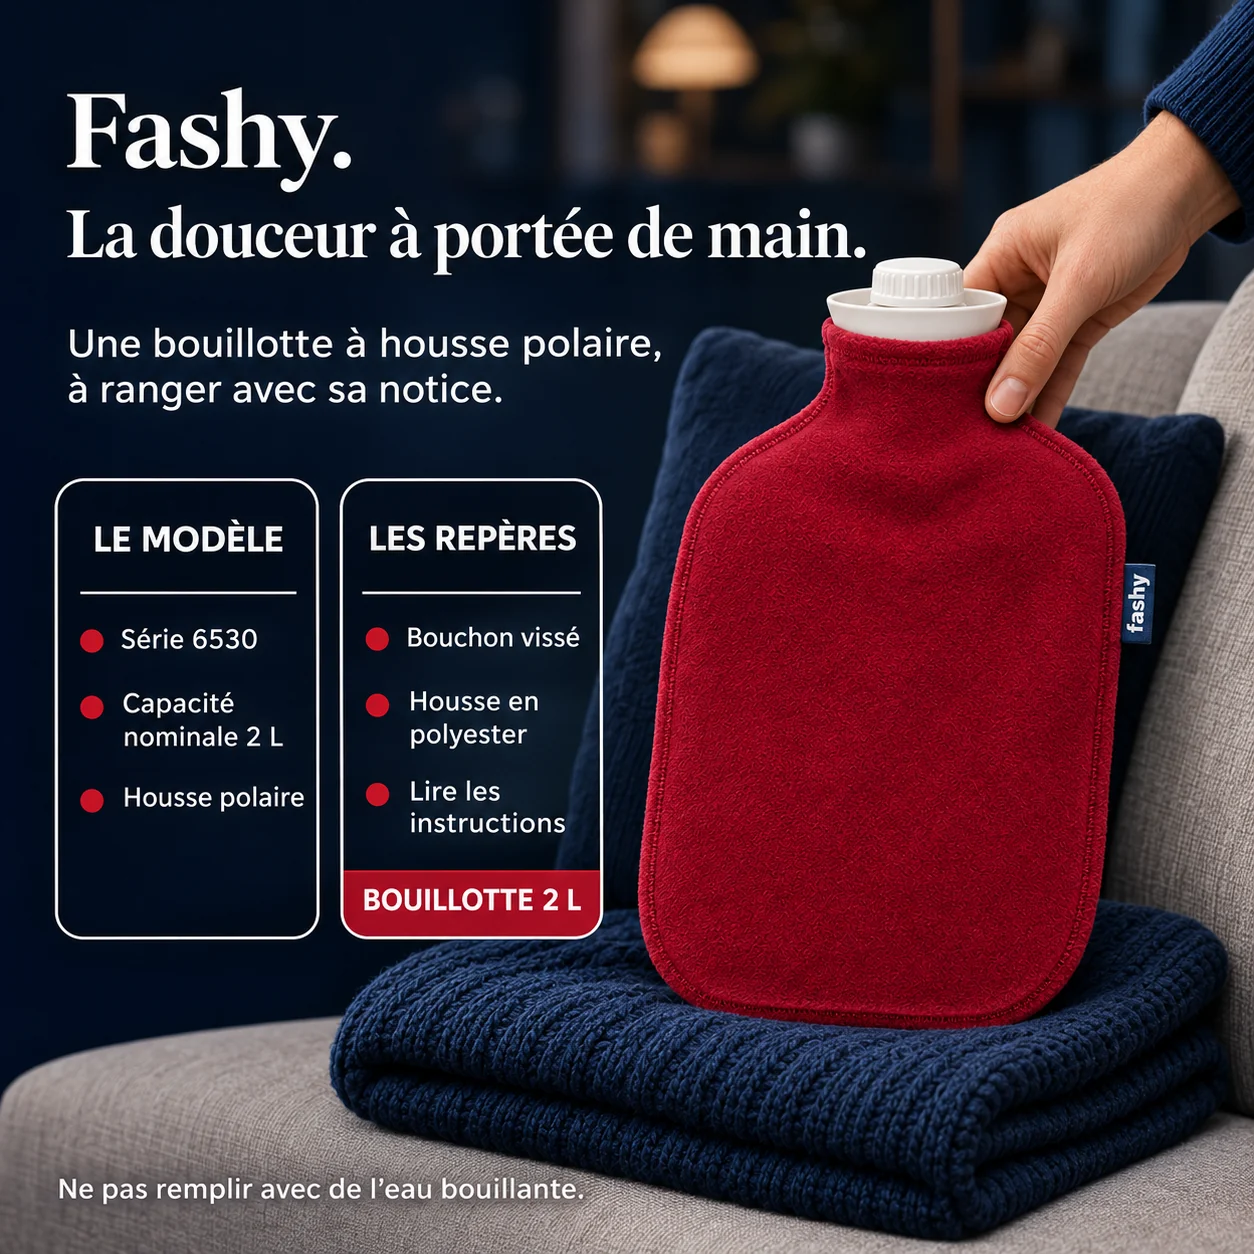 Fashy.
La douceur à portée de main.
Une bouillotte à housse polaire,
à ranger avec sa notice.
LE MODÈLE
Série 6530
Capacité
nominale 2 L
Housse polaire
LES REPÈRES
Bouchon vissé
Housse en
polyester
Lire les
instructions
BOUILLOTTE 2 L
fashy
Ne pas remplir avec de l’eau bouillante.